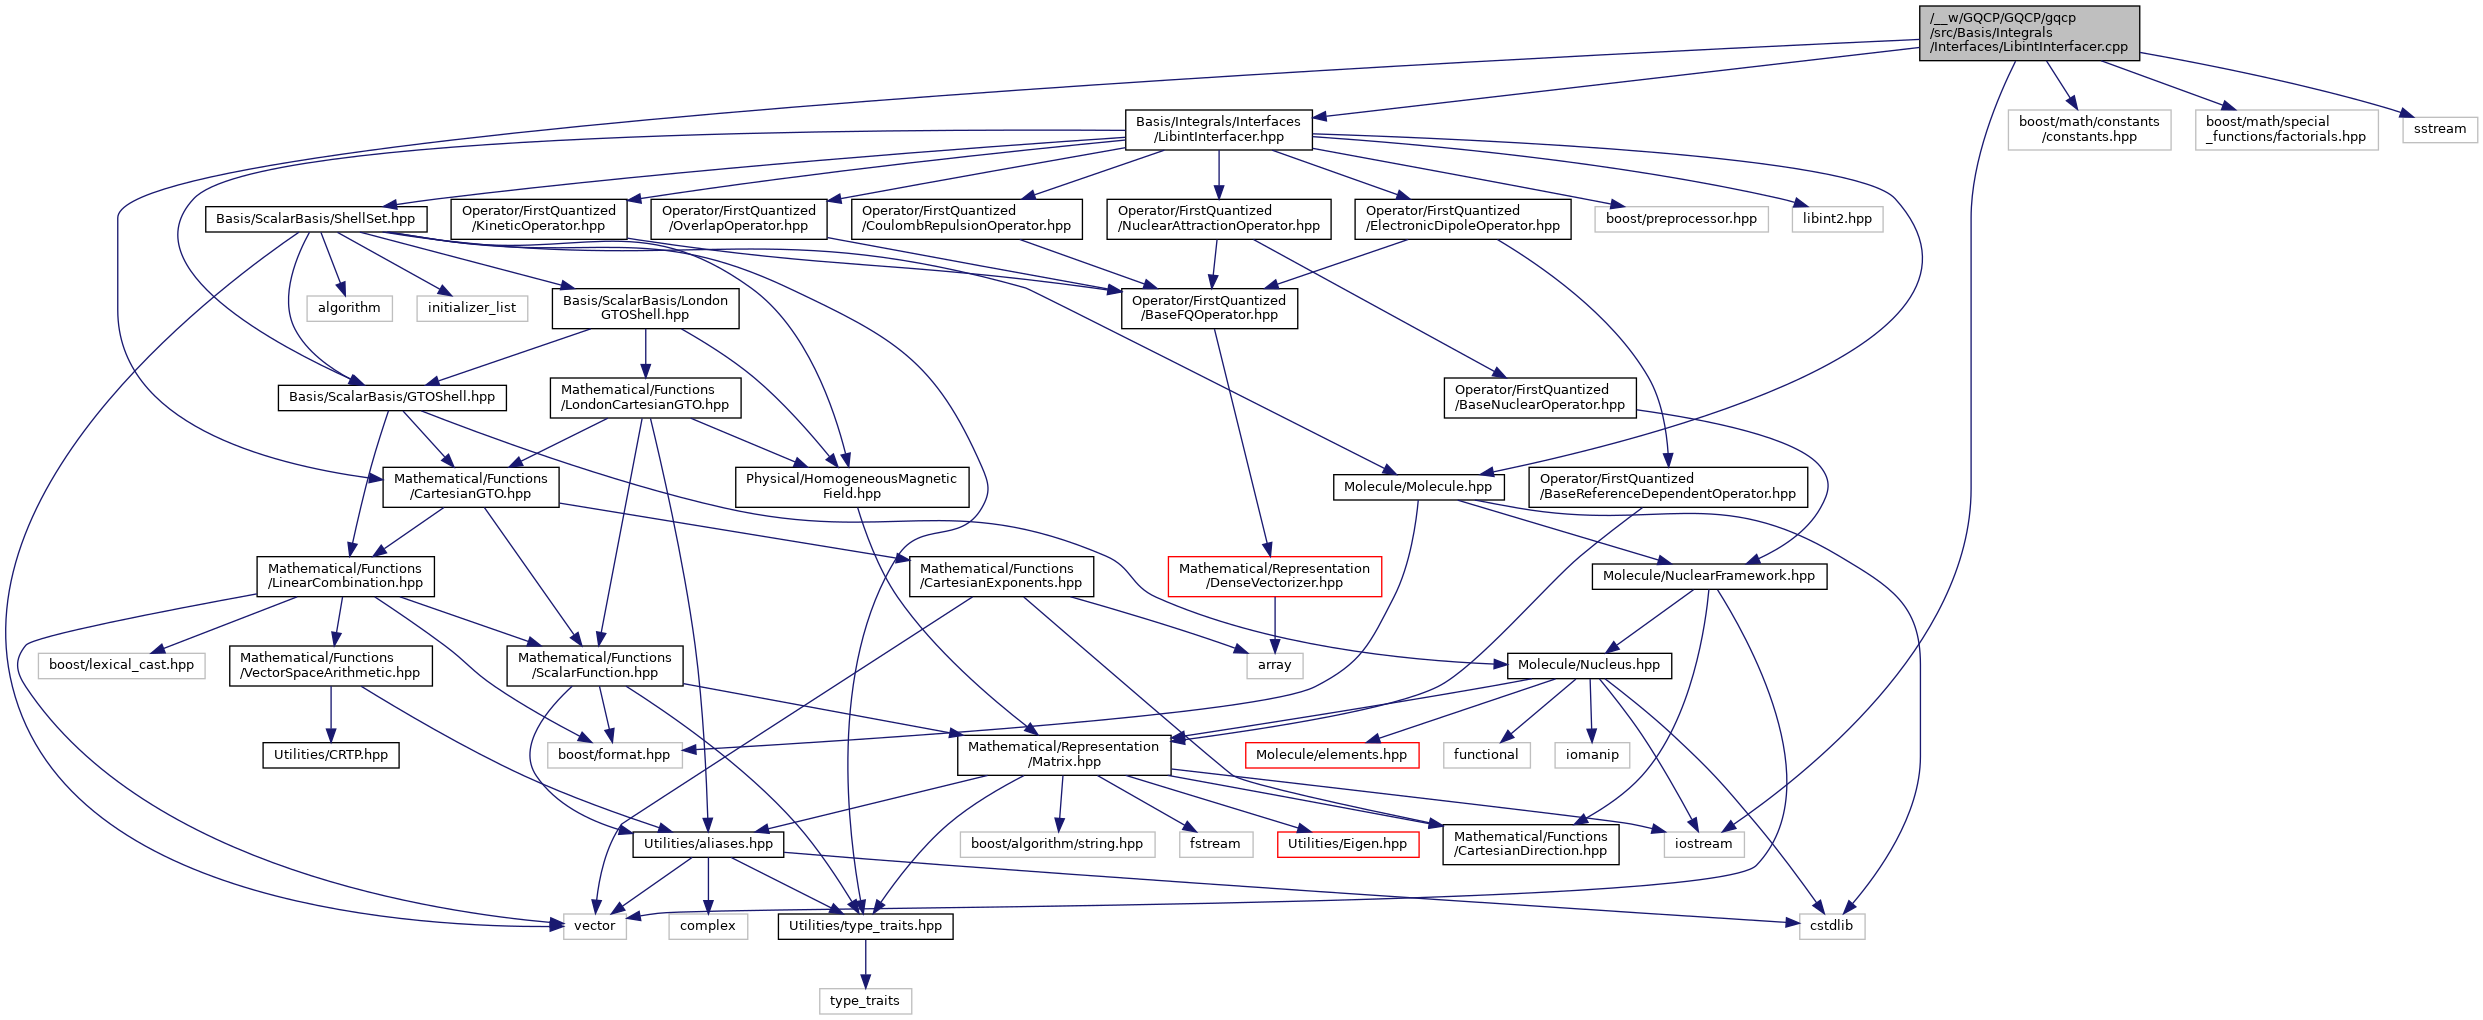 /__w/GQCP/GQCP/gqcp
/src/Basis/Integrals
/Interfaces/LibintInterfacer.cpp
Basis/Integrals/Interfaces
/LibintInterfacer.hpp
boost/math/constants
/constants.hpp
boost/math/special
_functions/factorials.hpp
sstream
Basis/ScalarBasis/ShellSet.hpp
Operator/FirstQuantized
/KineticOperator.hpp
Operator/FirstQuantized
/OverlapOperator.hpp
Operator/FirstQuantized
/CoulombRepulsionOperator.hpp
Operator/FirstQuantized
/NuclearAttractionOperator.hpp
Operator/FirstQuantized
/ElectronicDipoleOperator.hpp
boost/preprocessor.hpp
libint2.hpp
algorithm
initializer_list
Basis/ScalarBasis/London
GTOShell.hpp
Operator/FirstQuantized
/BaseFQOperator.hpp
Basis/ScalarBasis/GTOShell.hpp
Mathematical/Functions
/LondonCartesianGTO.hpp
Operator/FirstQuantized
/BaseNuclearOperator.hpp
Mathematical/Functions
/CartesianGTO.hpp
Physical/HomogeneousMagnetic
Field.hpp
Molecule/Molecule.hpp
Operator/FirstQuantized
/BaseReferenceDependentOperator.hpp
Mathematical/Functions
/LinearCombination.hpp
Mathematical/Functions
/CartesianExponents.hpp
Mathematical/Representation
/DenseVectorizer.hpp
Molecule/NuclearFramework.hpp
boost/lexical_cast.hpp
Mathematical/Functions
/VectorSpaceArithmetic.hpp
Mathematical/Functions
/ScalarFunction.hpp
array
Molecule/Nucleus.hpp
Utilities/CRTP.hpp
boost/format.hpp
Mathematical/Representation
/Matrix.hpp
Molecule/elements.hpp
functional
iomanip
Utilities/aliases.hpp
boost/algorithm/string.hpp
fstream
Utilities/Eigen.hpp
Mathematical/Functions
/CartesianDirection.hpp
iostream
vector
complex
Utilities/type_traits.hpp
cstdlib
type_traits